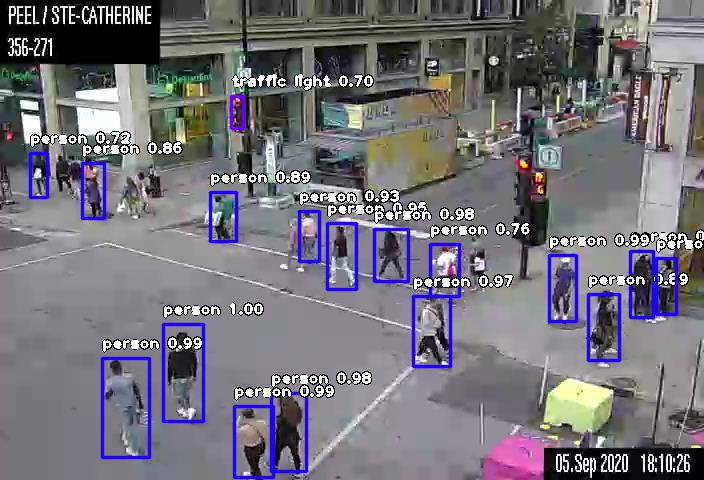 PEEL / STE-CATHERINE
356-271
traffic light 0.70
person 0.72
person 0.86
person 0.89
person 0.93
person 0.95
person 0.98
person 0.76
person 0.99
person 0.97
person 0.89
person 1.00
person 0.99
person 0.98
person 0.99
AMERICAN EAGLE
05.Sep 2020 18:10:26